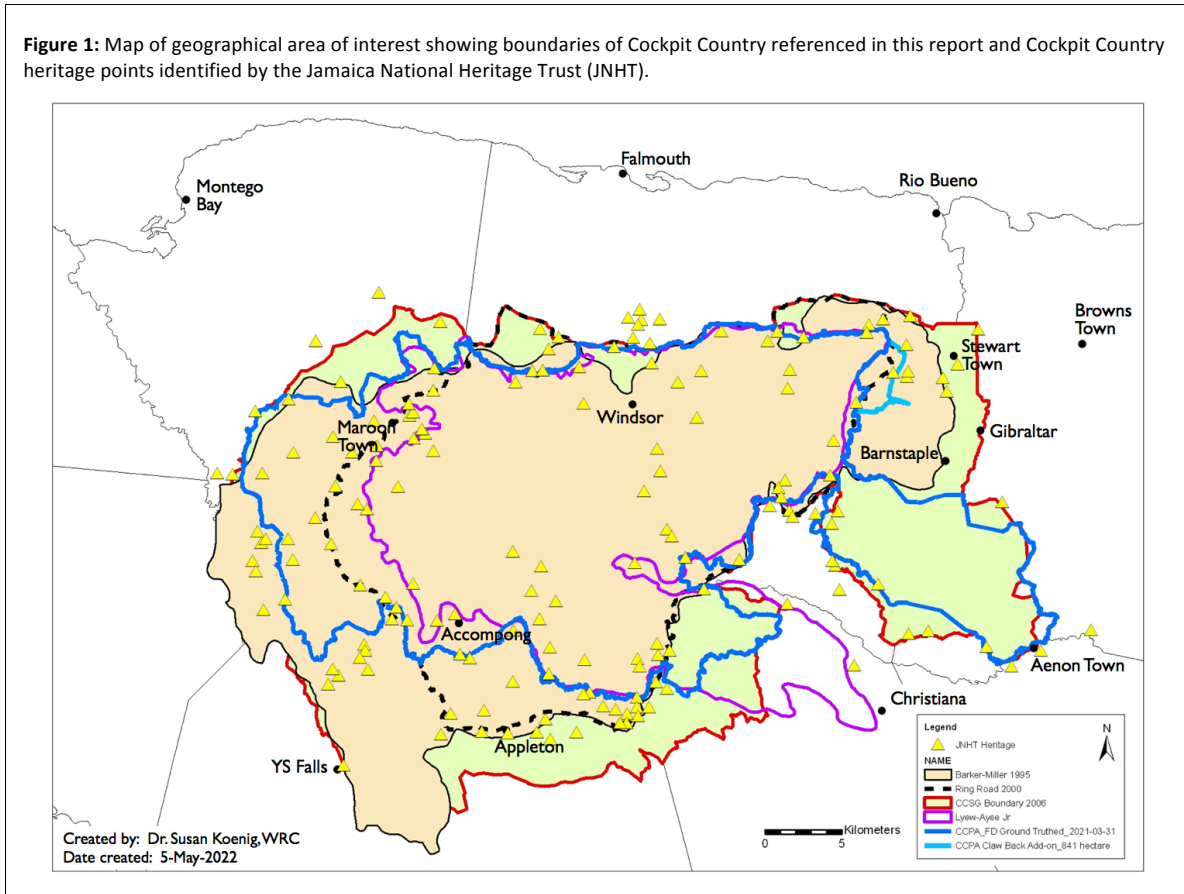 Figure 1: Map of geographical area of interest showing boundaries of Cockpit Country referenced in this report and Cockpit Country
heritage points identified by the Jamaica National Heritage Trust (JNHT).
Falmouth
Montego
Bay
Rio Bueno
Browns
Town
Stewart
Town
Windsor
Maroon
Town
Gibraltar
Barnstaple
Accompong
Aenon Town
Christiana
Appleton
YS Falls
Legend
JNHT Heritage
NAME
Barker-Miller 1995
Ring Road 2000
CCSG Boundary 2006
Lyew-Ayee Jr
CCPA_FD Ground Truthed_2021-03-31
CCPA Claw Back Add-on_841 hectare
N
Kilometers
0 5
Created by: Dr. Susan Koenig, WRC
Date created: 5-May-2022